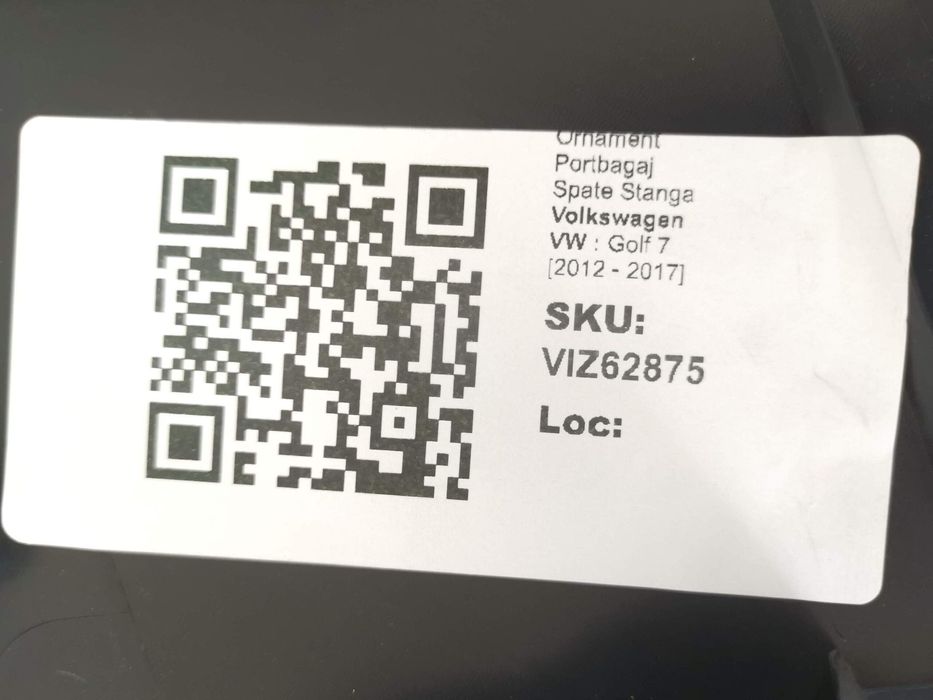 Ornament
Portbagaj
Spate Stanga
Volkswagen
VW : Golf 7
[2012 - 2017]
SKU:
VIZ62875
Loc: